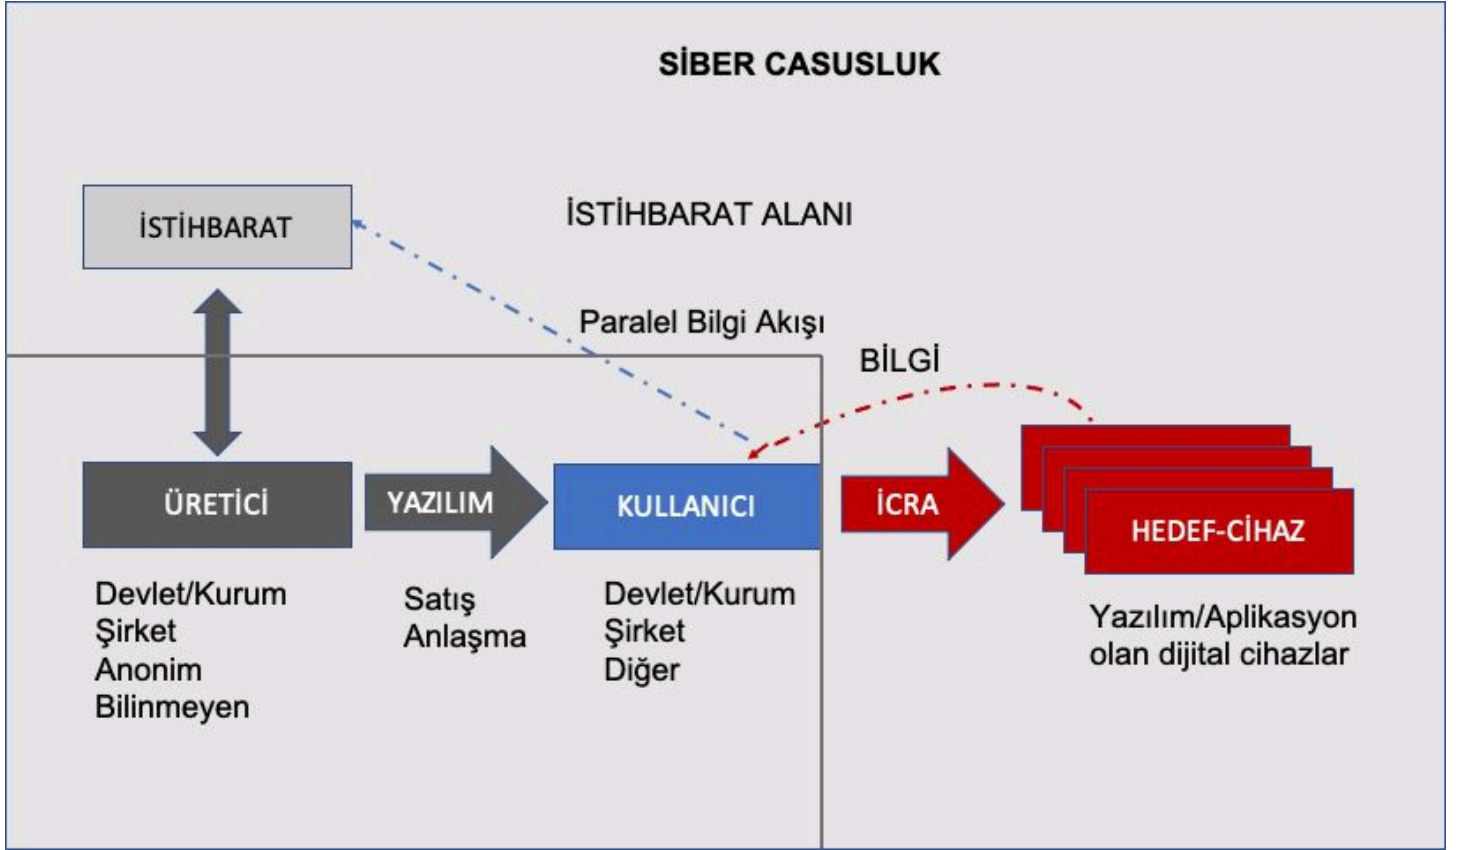 SİBER CASUSLUK
İSTİHBARAT
İSTİHBARAT ALANI
Paralel Bilgi Akışı
BİLGİ
ÜRETİCİ
YAZILIM
KULLANICI
İCRA
HEDEF-CİHAZ
Devlet/Kurum
Şirket
Anonim
Bilinmeyen
Satış
Anlaşma
Devlet/Kurum
Şirket
Diğer
Yazılım/Aplikasyon
olan dijital cihazlar